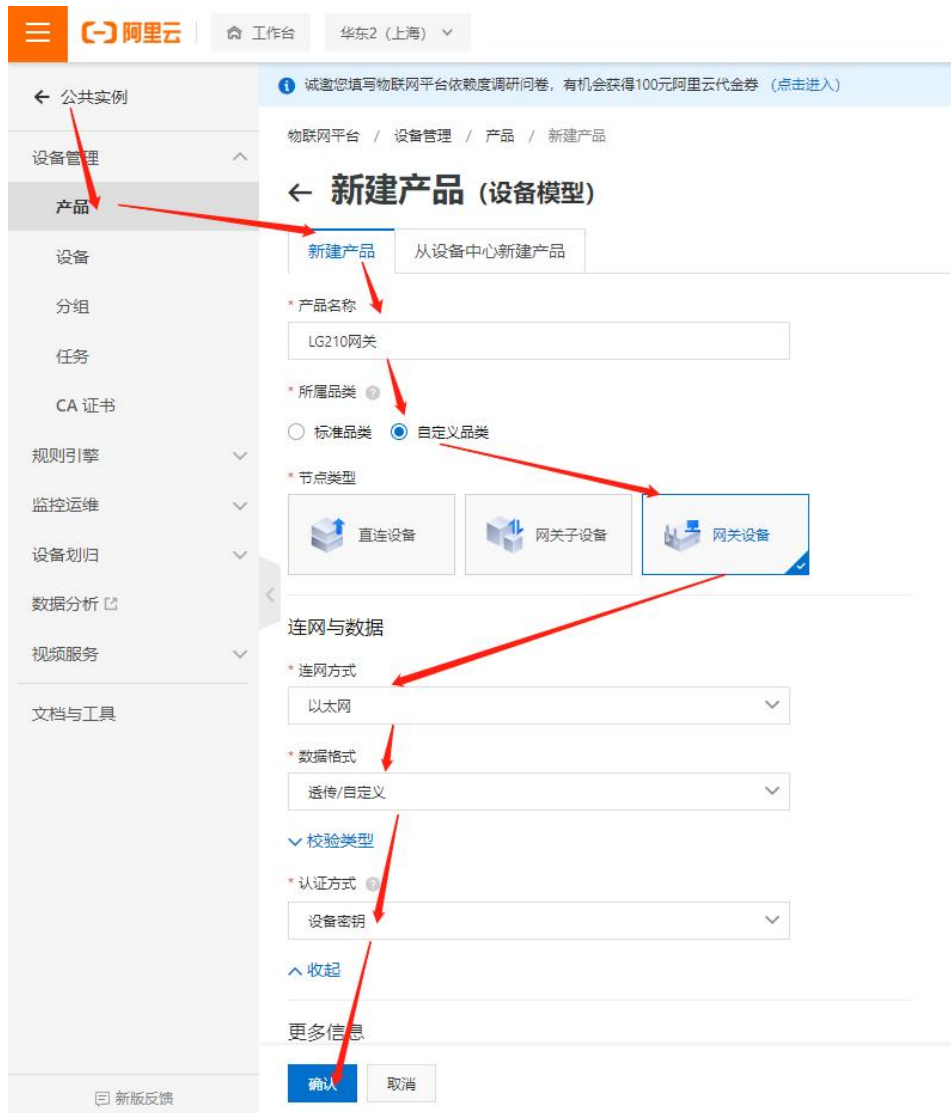 阿里云 工作台 华东2（上海）
公共实例
诚邀您填写物联网平台依赖度调研问卷，有机会获得100元阿里云代金券 （点击进入）
设备管理
产品
设备
分组
任务
CA 证书
规则引擎
监控运维
设备划归
数据分析
视频服务
文档与工具
新版反馈
物联网平台 / 设备管理 / 产品 / 新建产品
← 新建产品（设备模型）
新建产品 从设备中心新建产品
* 产品名称
LG210网关
* 所属品类
标准品类 自定义品类
* 节点类型
直连设备 网关子设备 网关设备
连网与数据
* 连网方式
以太网
* 数据格式
透传/自定义
校验类型
* 认证方式
设备密钥
收起
更多信息
确认 取消